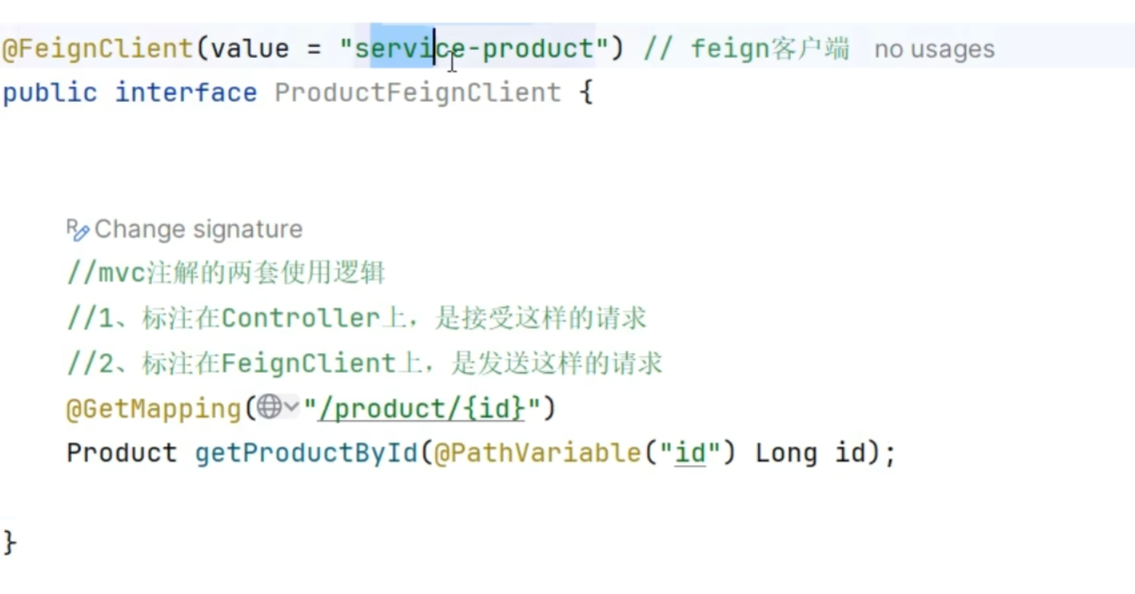 @FeignClient(value = "service-product") // feign客户端 no usages
public interface ProductFeignClient {
Change signature
//mvc注解的两套使用逻辑
//1、标注在Controller上，是接受这样的请求
//2、标注在FeignClient上，是发送这样的请求
@GetMapping("/product/{id}")
Product getProductById(@PathVariable("id") Long id);
}